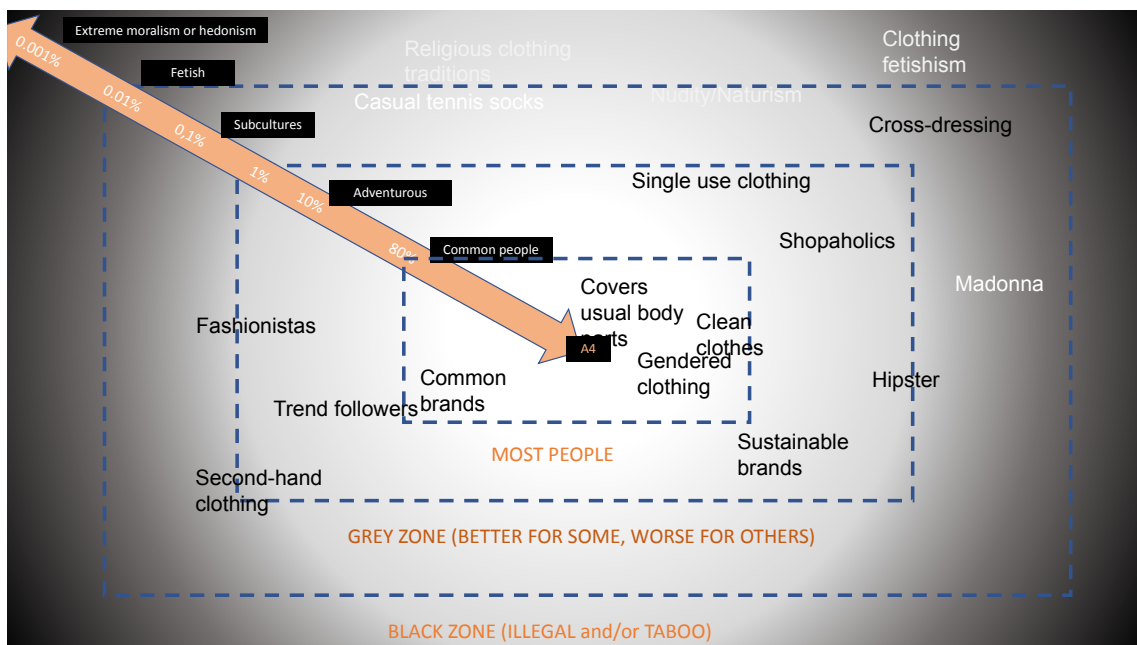 Extreme moralism or hedonism
0.001%
Religious clothing
traditions
Clothing
fetishism
Fetish
0.01%
Casual tennis socks
Nudity/Naturism
Subcultures
0,1%
Cross-dressing
1%
Adventurous
10%
Single use clothing
80%
Common people
Shopaholics
Covers
usual body
parts
Madonna
Fashionistas
Clean
clothes
A4
Gendered
clothing
Common
brands
Hipster
Trend followers
Sustainable
brands
MOST PEOPLE
Second-hand
clothing
GREY ZONE (BETTER FOR SOME, WORSE FOR OTHERS)
BLACK ZONE (ILLEGAL and/or TABOO)